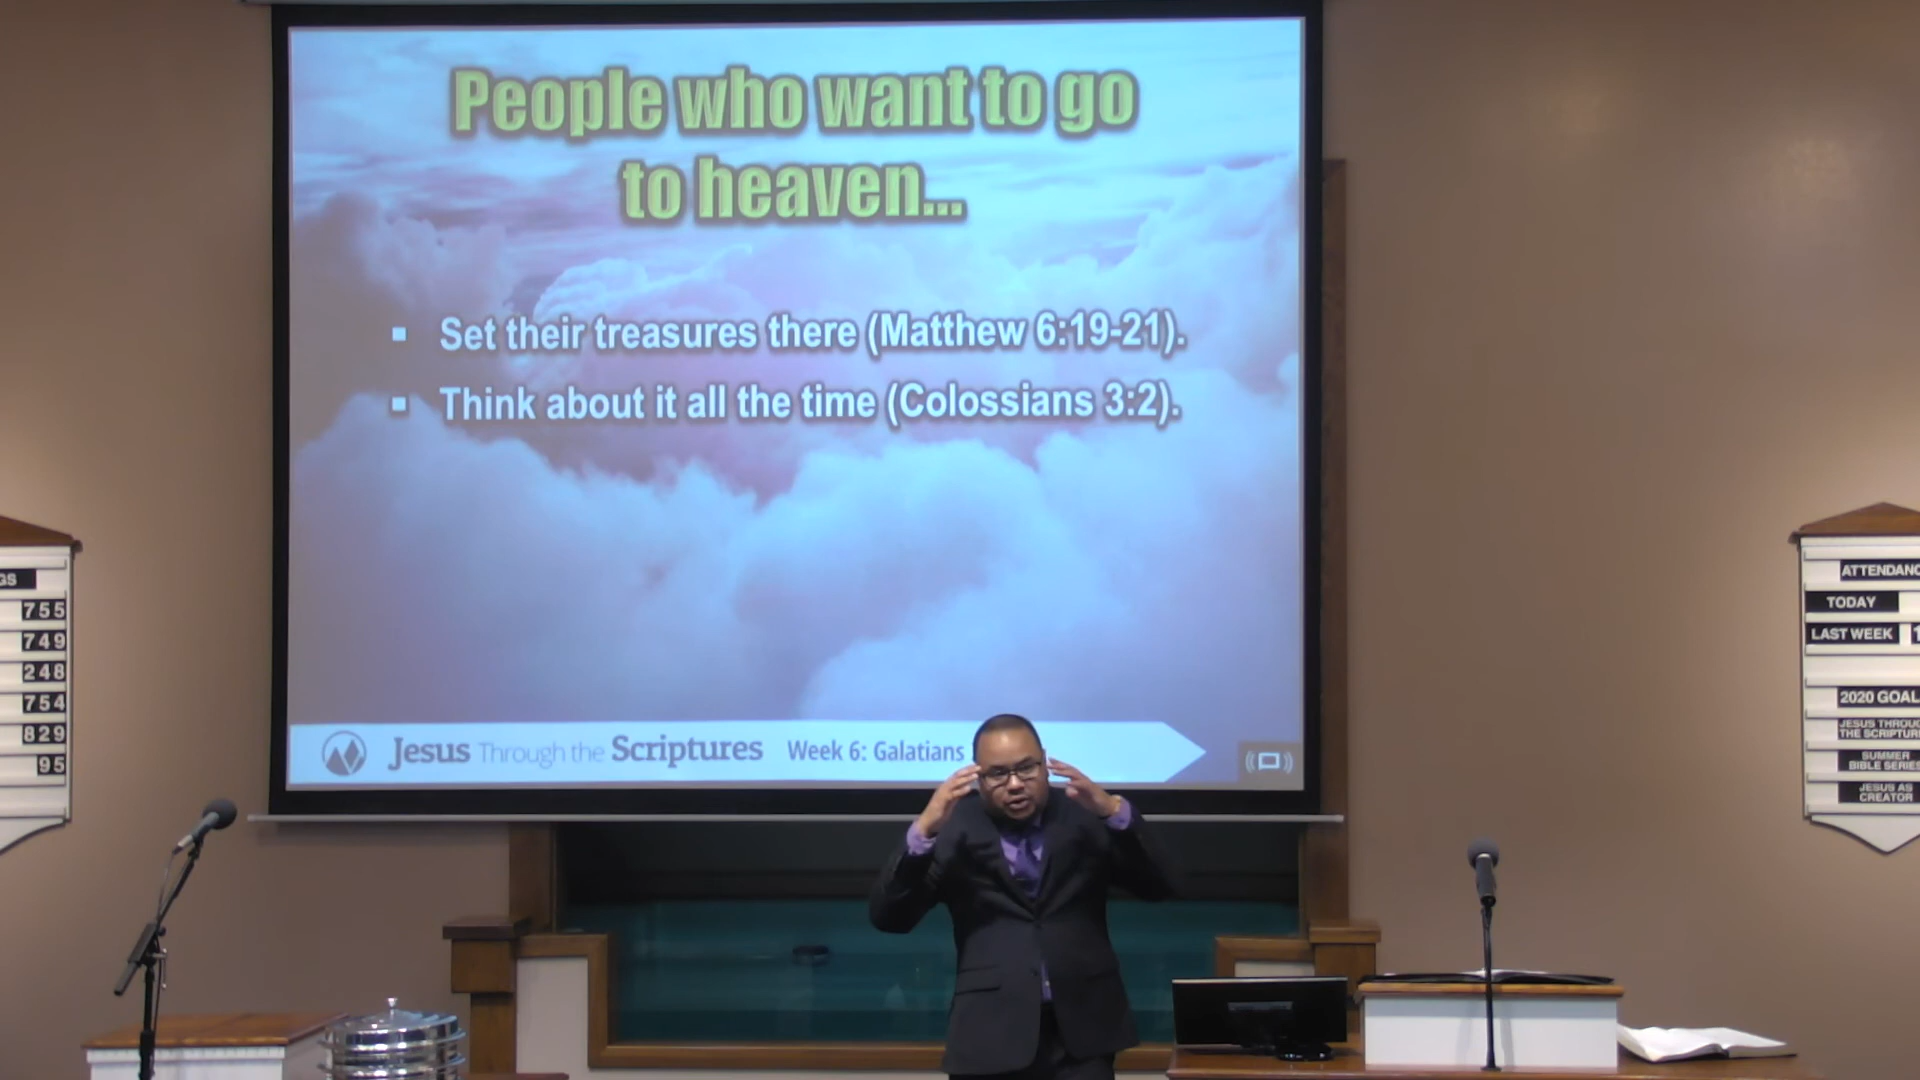 People who want to go
to heaven...
Set their treasures there (Matthew 6:19-21).
Think about it all the time (Colossians 3:2).
Jesus Through the Scriptures Week 6: Galatians
GS
755
749
248
754
829
95
ATTENDANC
TODAY
LAST WEEK 1
2020 GOAL
JESUS THROUG
THE SCRIPTUR
SUMMER
BIBLE SERIES
JESUS AS
CREATOR